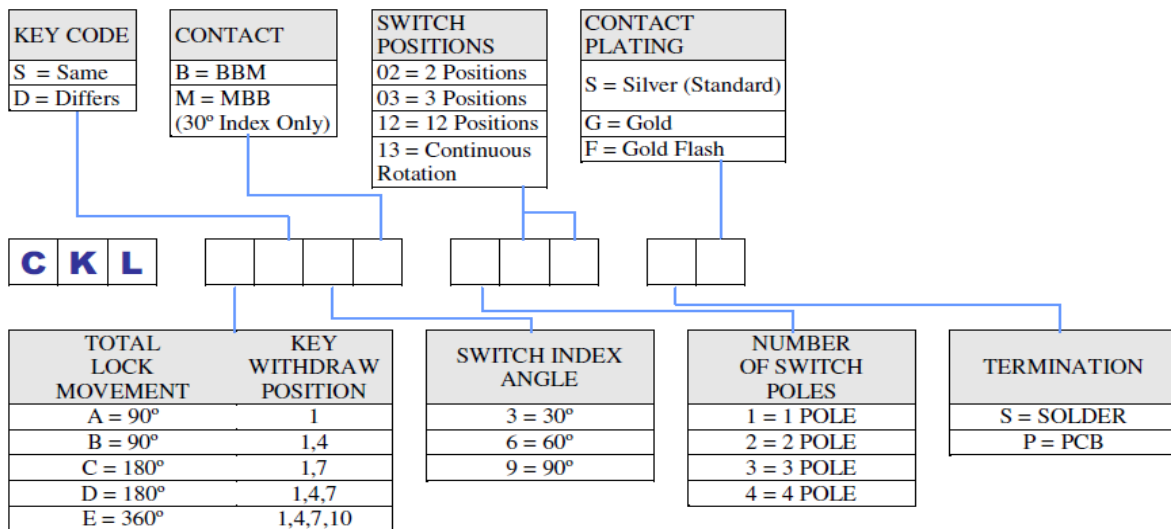 KEY CODE
S = Same
D = Differs
CONTACT
B = BBM
M = MBB
(30º Index Only)
SWITCH
POSITIONS
02 = 2 Positions
03 = 3 Positions
12 = 12 Positions
13 = Continuous
Rotation
CONTACT
PLATING
S = Silver (Standard)
G = Gold
F = Gold Flash
C K L
TOTAL LOCK MOVEMENT KEY WITHDRAW POSITION
A = 90º 1
B = 90º 1,4
C = 180º 1,7
D = 180º 1,4,7
E = 360º 1,4,7,10
SWITCH INDEX
ANGLE
3 = 30º
6 = 60º
9 = 90º
NUMBER
OF SWITCH
POLES
1 = 1 POLE
2 = 2 POLE
3 = 3 POLE
4 = 4 POLE
TERMINATION
S = SOLDER
P = PCB